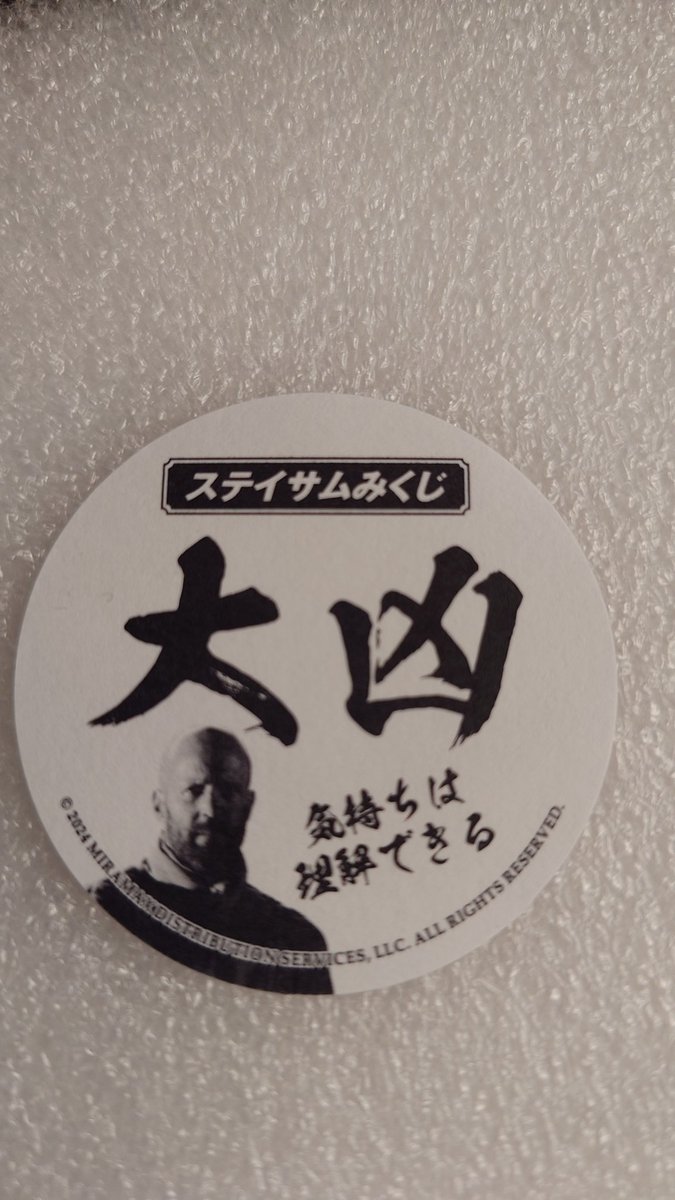 ステイサムみくじ
大凶
気持ちは
理解できる
© 2024 MIRAMAX DISTRIBUTION SERVICES, LLC. ALL RIGHTS RESERVED.